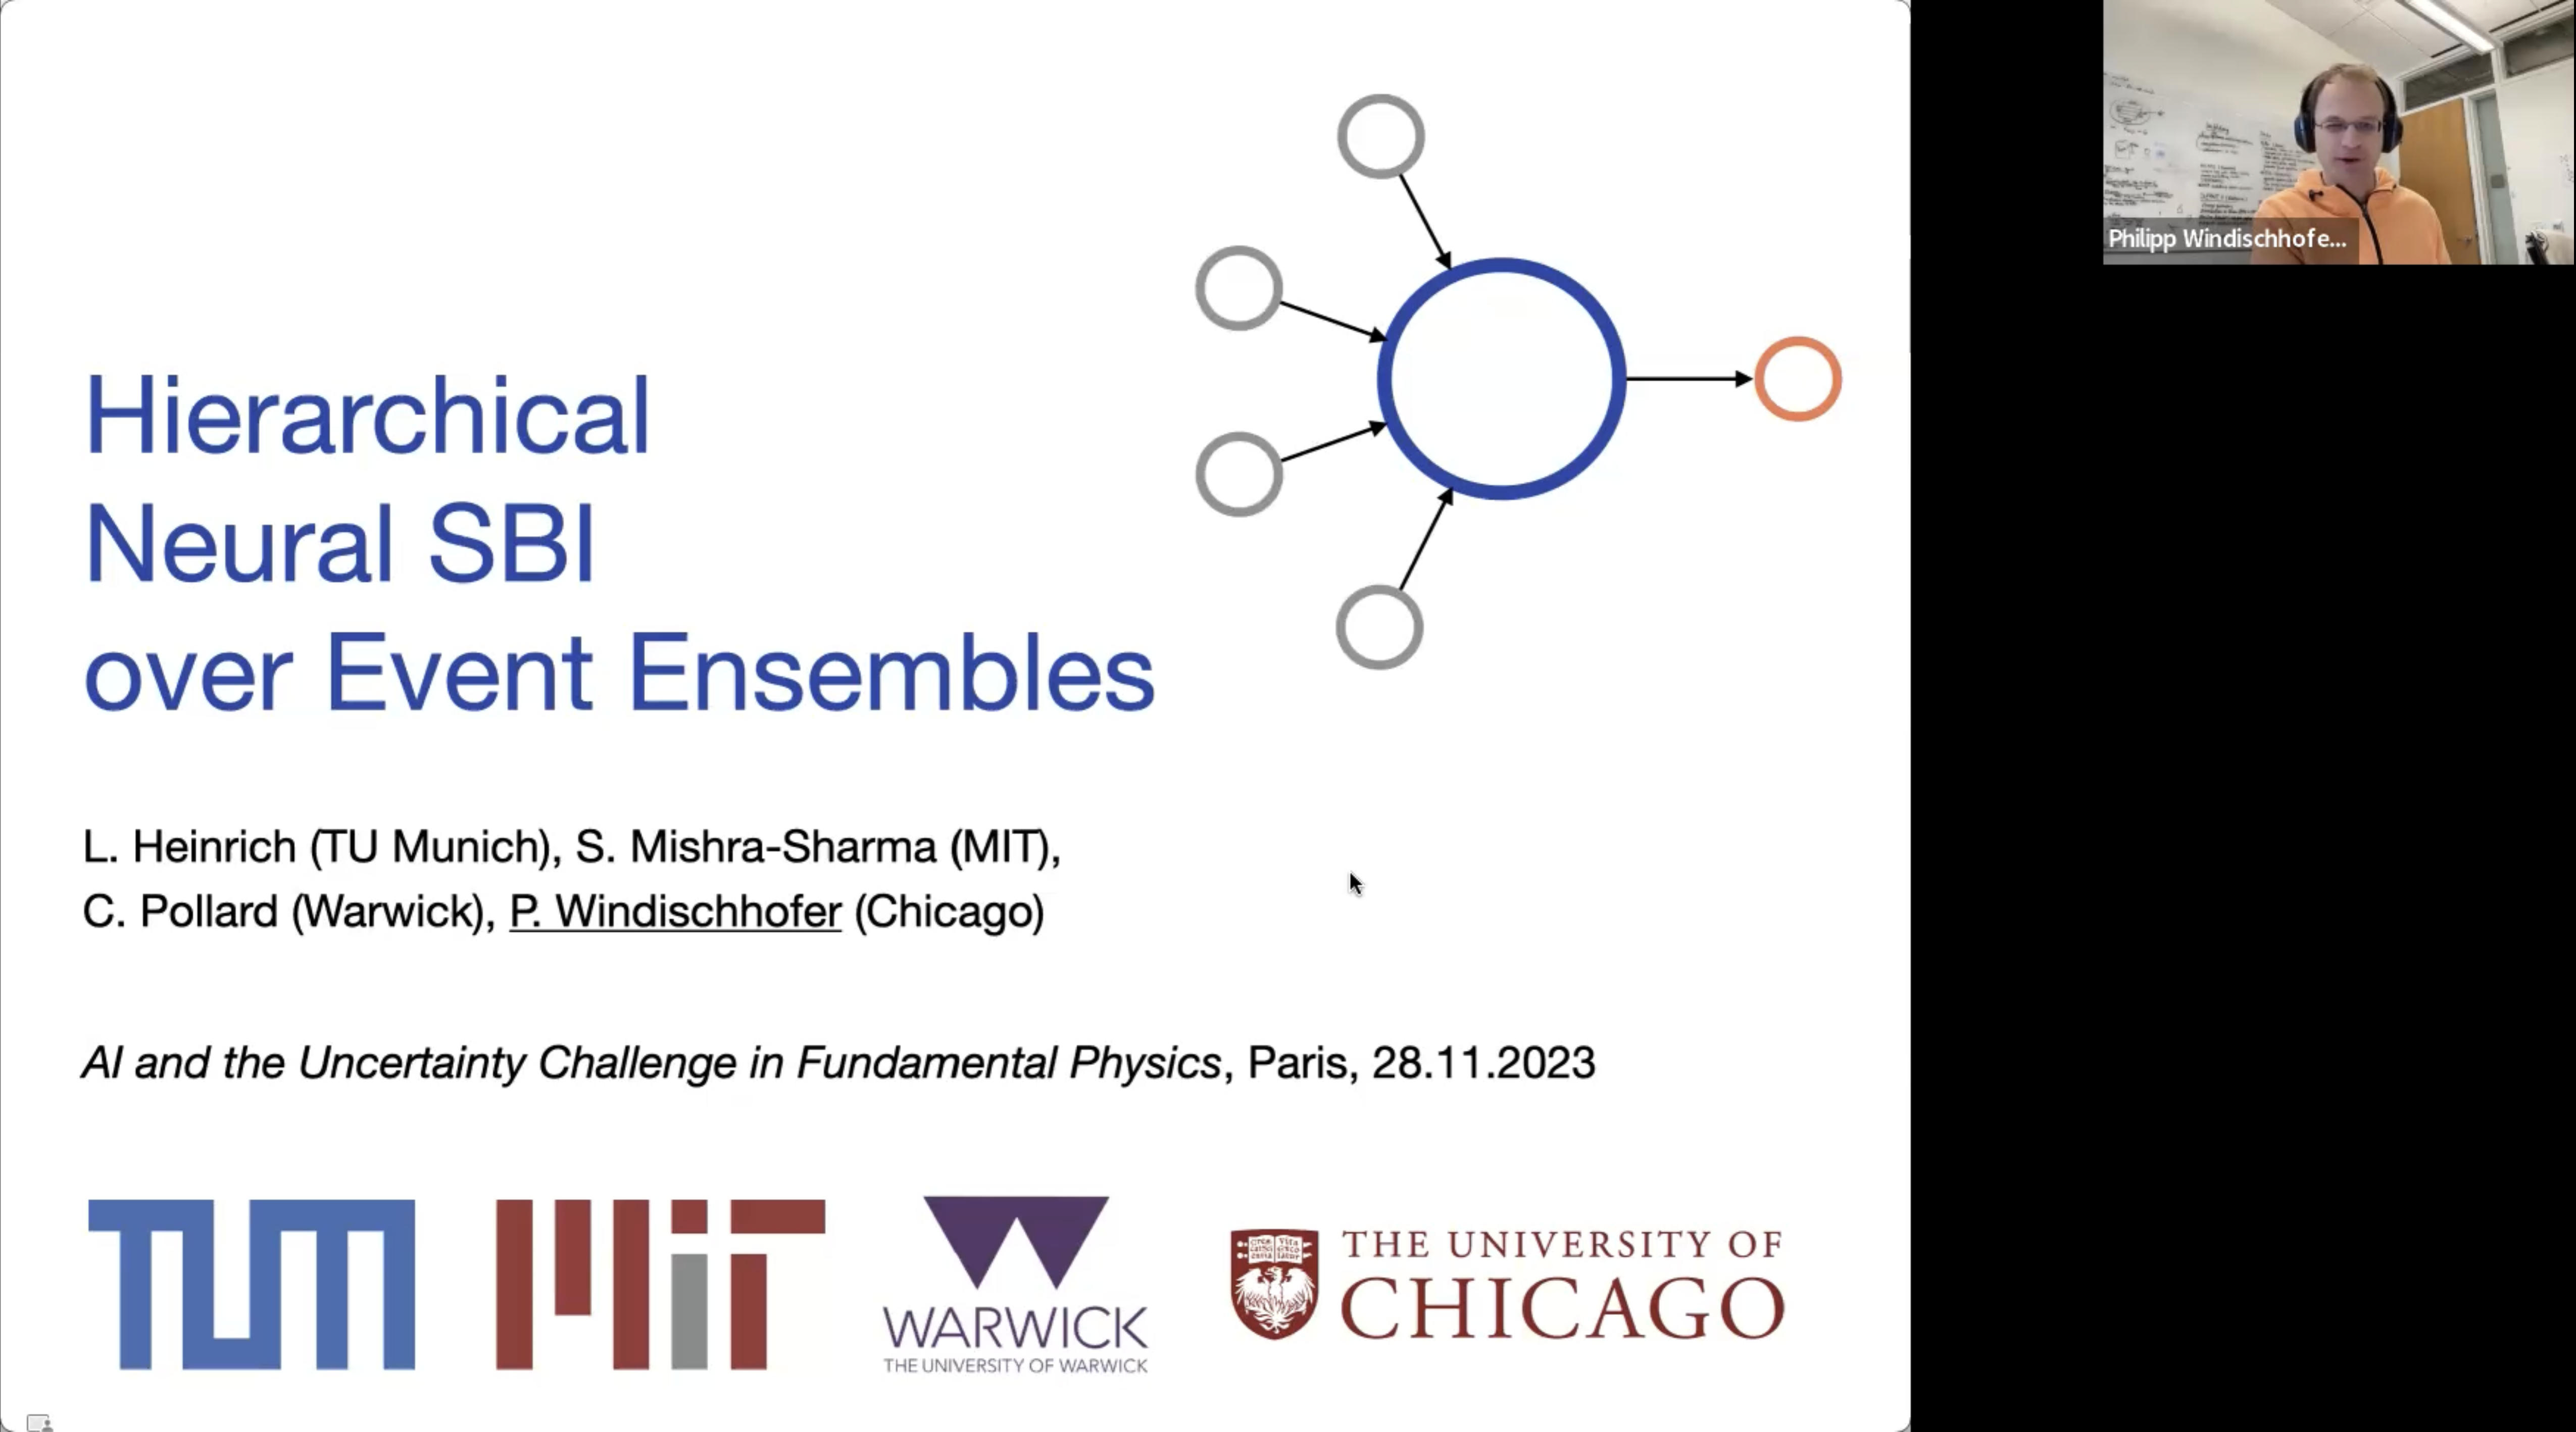 Hierarchical
Neural SBI
over Event Ensembles
L. Heinrich (TU Munich), S. Mishra-Sharma (MIT),
C. Pollard (Warwick), P. Windischhofer (Chicago)
AI and the Uncertainty Challenge in Fundamental Physics, Paris, 28.11.2023
TUM
MIT
WARWICK
THE UNIVERSITY OF WARWICK
THE UNIVERSITY OF
CHICAGO
Philipp Windischhofe...